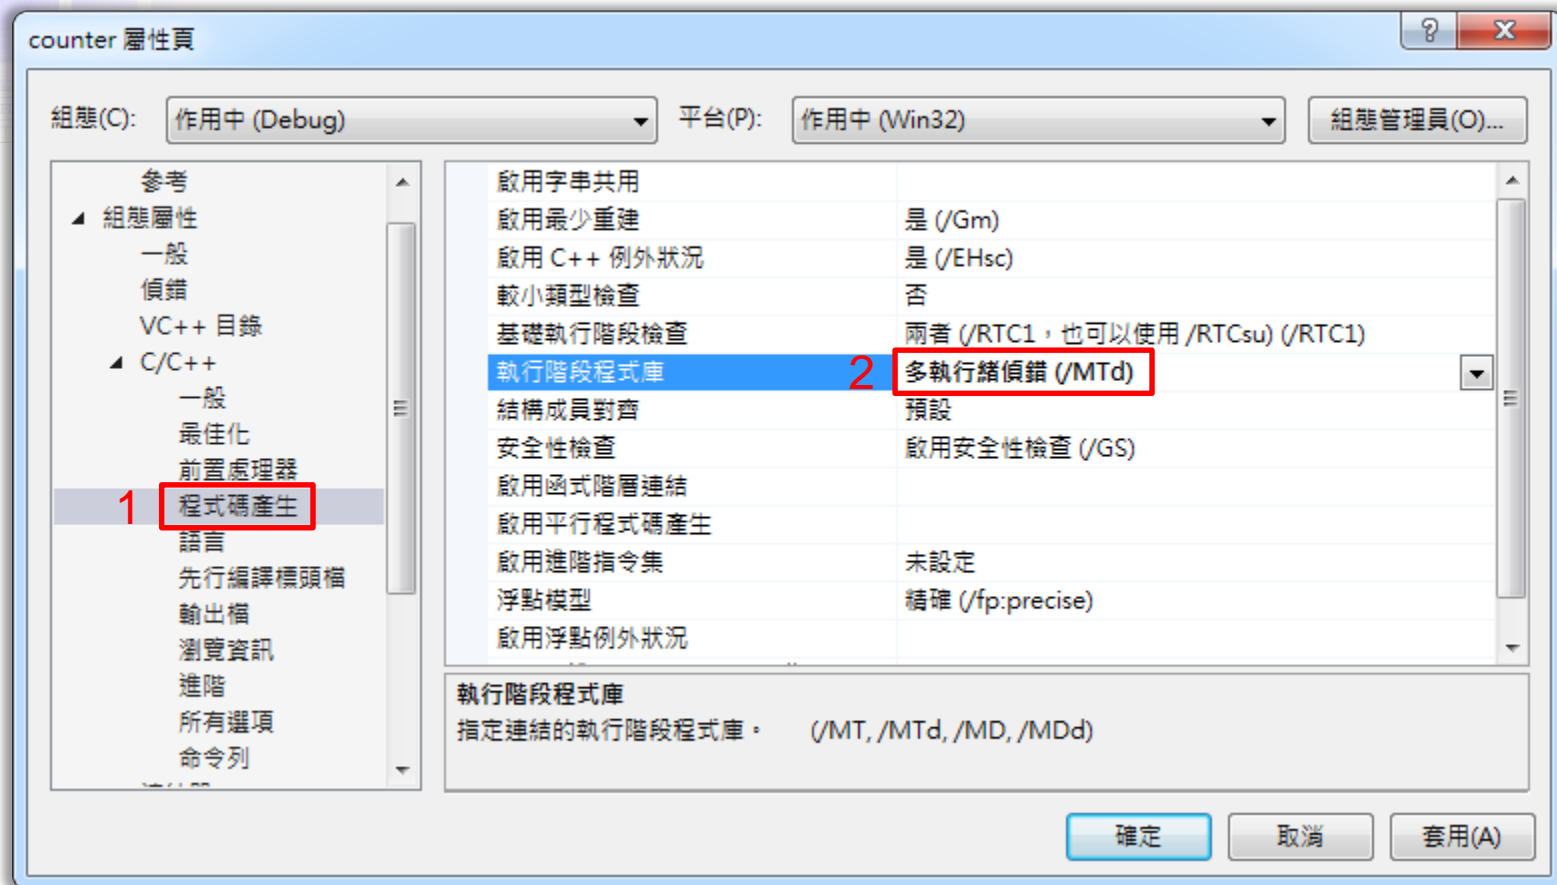 counter 屬性頁
組態(C): 作用中 (Debug) 平台(P): 作用中 (Win32) 組態管理員(O)...
參考
組態屬性
一般
偵錯
VC++ 目錄
C/C++
一般
最佳化
前置處理器
1 程式碼產生
語言
先行編譯標頭檔
輸出檔
瀏覽資訊
進階
所有選項
命令列
啟用字串共用
啟用最少重建 是 (/Gm)
啟用 C++ 例外狀況 是 (/EHsc)
較小類型檢查 否
基礎執行階段檢查 兩者 (/RTC1，也可以使用 /RTCsu) (/RTC1)
執行階段程式庫 2 多執行緒偵錯 (/MTd)
結構成員對齊 預設
安全性檢查 啟用安全性檢查 (/GS)
啟用函式階層連結
啟用平行程式碼產生
啟用進階指令集 未設定
浮點模型 精確 (/fp:precise)
啟用浮點例外狀況
執行階段程式庫
指定連結的執行階段程式庫。 (/MT, /MTd, /MD, /MDd)
確定 取消 套用(A)